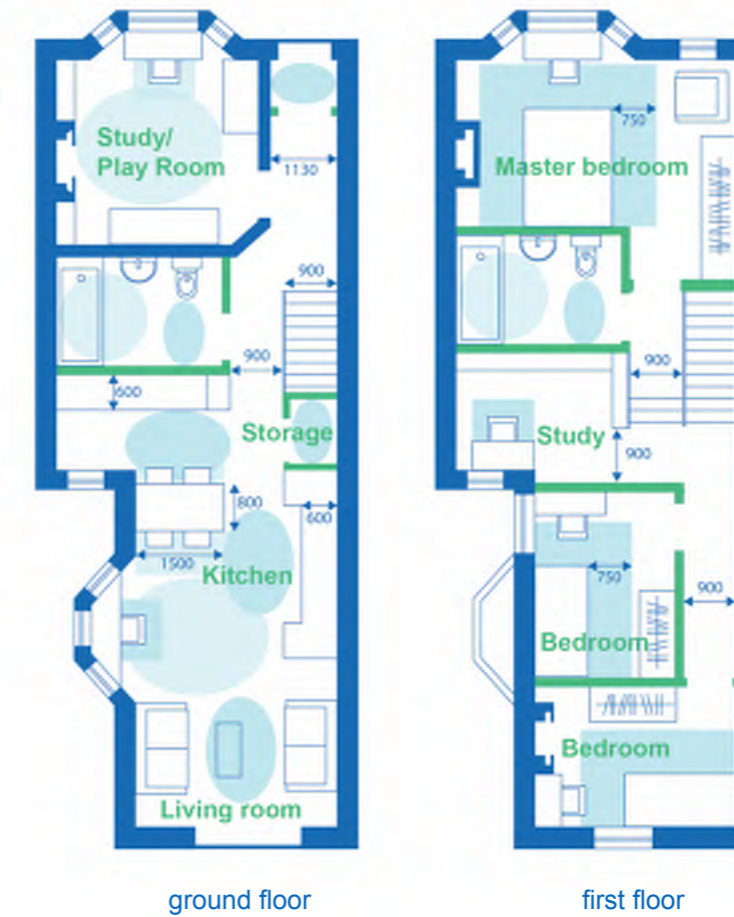 Study/
Play Room
1130
900
900
600
Storage
800
600
1500
Kitchen
Living room
ground floor
750
Master bedroom
900
Study
900
750
900
Bedroom
Bedroom
first floor